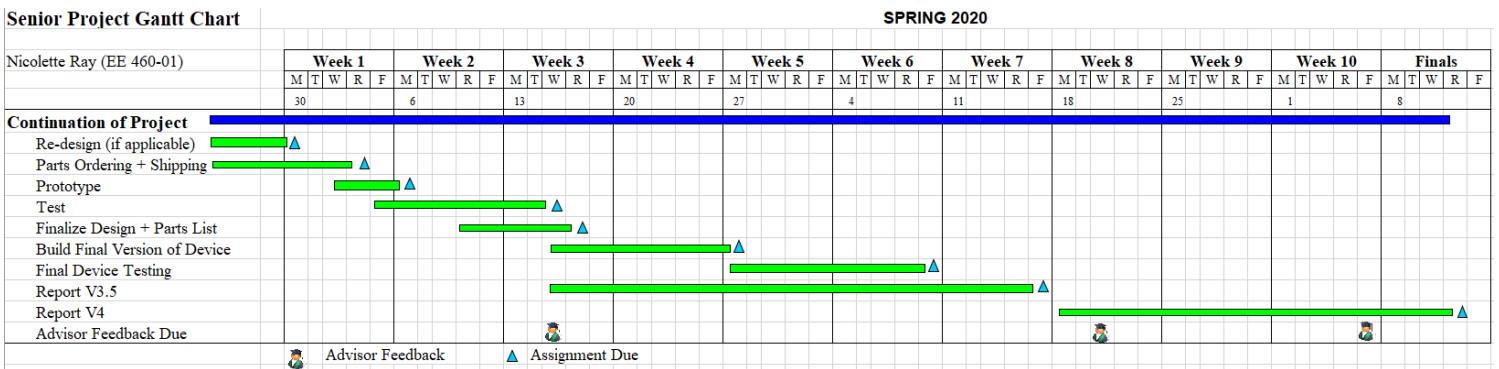 Senior Project Gantt Chart SPRING 2020
Nicolette Ray (EE 460-01) Week 1 Week 2 Week 3 Week 4 Week 5 Week 6 Week 7 Week 8 Week 9 Week 10 Finals
M T W R F M T W R F M T W R F M T W R F M T W R F M T W R F M T W R F M T W R F M T W R F M T W R F M T W R F
30 6 13 20 27 4 11 18 25 1 8
Continuation of Project
Re-design (if applicable)
Parts Ordering + Shipping
Prototype
Test
Finalize Design + Parts List
Build Final Version of Device
Final Device Testing
Report V3.5
Report V4
Advisor Feedback Due
Advisor Feedback Assignment Due